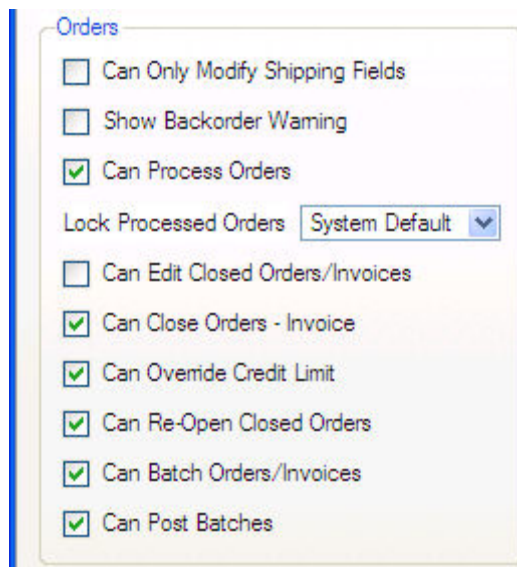 Orders
Can Only Modify Shipping Fields
Show Backorder Warning
Can Process Orders
Lock Processed Orders System Default
Can Edit Closed Orders/Invoices
Can Close Orders - Invoice
Can Override Credit Limit
Can Re-Open Closed Orders
Can Batch Orders/Invoices
Can Post Batches